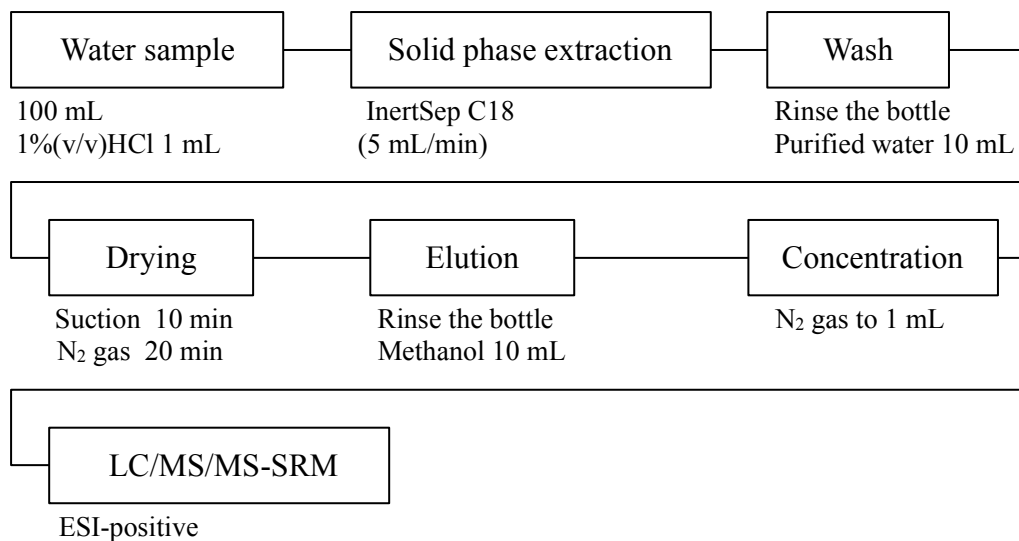 Water sample
100 mL
1%(v/v)HCl 1 mL
Solid phase extraction
InertSep C18
(5 mL/min)
Wash
Rinse the bottle
Purified water 10 mL
Drying
Suction 10 min
N₂ gas 20 min
Elution
Rinse the bottle
Methanol 10 mL
Concentration
N₂ gas to 1 mL
LC/MS/MS-SRM
ESI-positive